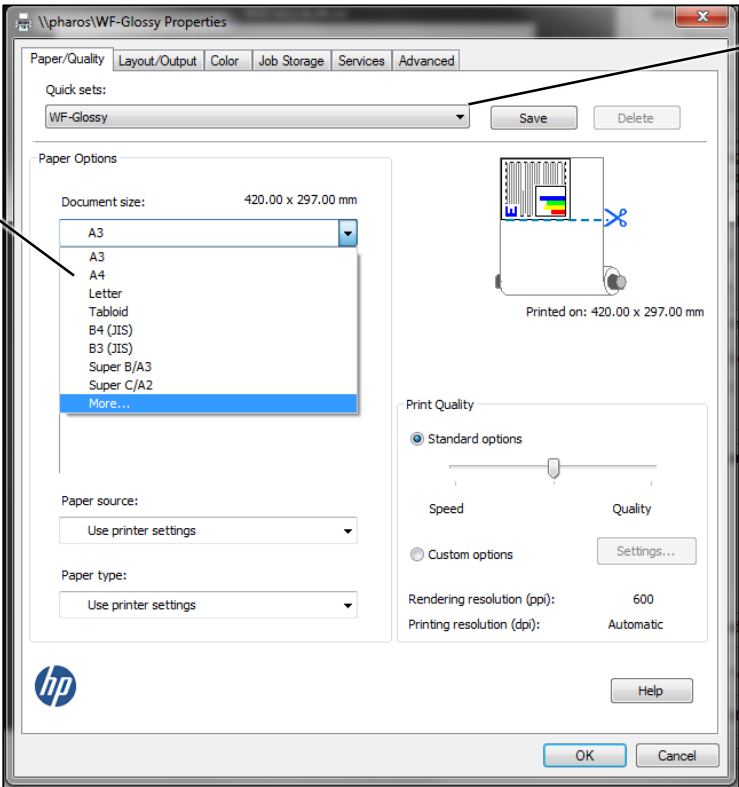 \\pharos\WF-Glossy Properties
Paper/Quality Layout/Output Color Job Storage Services Advanced
Quick sets:
WF-Glossy Save Delete
Paper Options
Document size: 420.00 x 297.00 mm
A3
A3
A4
Letter
Tabloid
B4 (JIS)
B3 (JIS)
Super B/A3
Super C/A2
More...
Paper source:
Use printer settings
Paper type:
Use printer settings
E
Printed on: 420.00 x 297.00 mm
Print Quality
Standard options
Speed Quality
Custom options Settings...
Rendering resolution (ppi): 600
Printing resolution (dpi): Automatic
hp
Help
OK Cancel